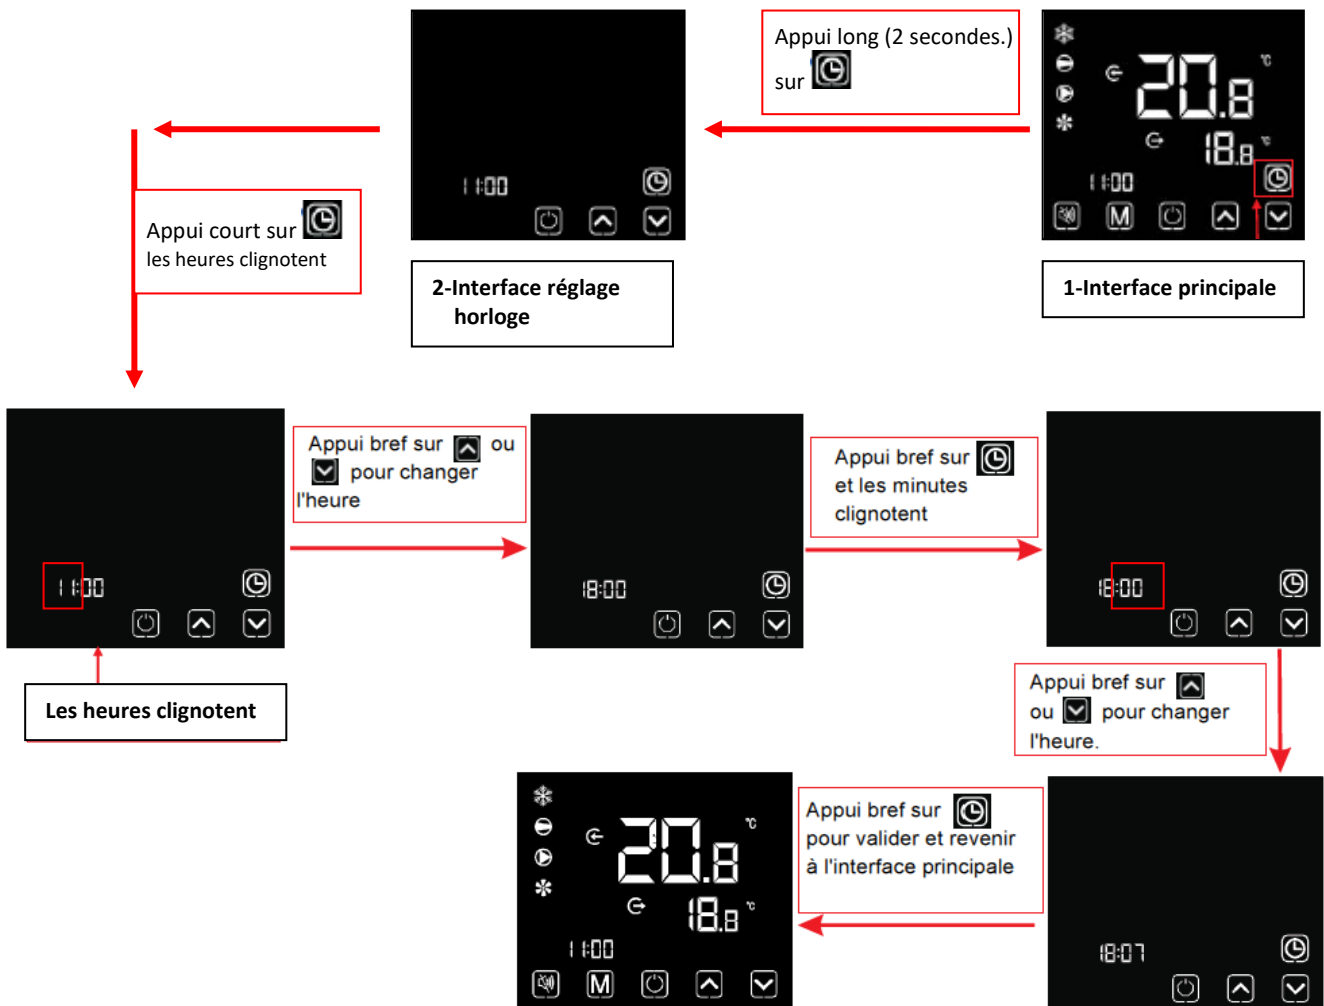 Appui long (2 secondes.)
sur
20.8 °C
18.8 °C
11:00
M
1-Interface principale
11:00
2-Interface réglage
horloge
Appui court sur
les heures clignotent
11:00
Les heures clignotent
Appui bref sur ou
pour changer
l'heure
18:00
Appui bref sur
et les minutes
clignotent
18:00
Appui bref sur
ou pour changer
l'heure.
18:07
Appui bref sur
pour valider et revenir
à l'interface principale
20.8 °C
18.8 °C
11:00
M